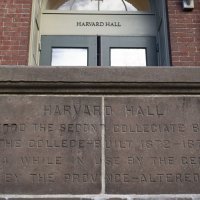 HARVARD HALL
HARVARD HALL
THE SECOND COLLEGIATE
THE COLLEGE-BUILT 1672-
WHILE IN USE BY THE
BY THE PROVINCE-ALTERED